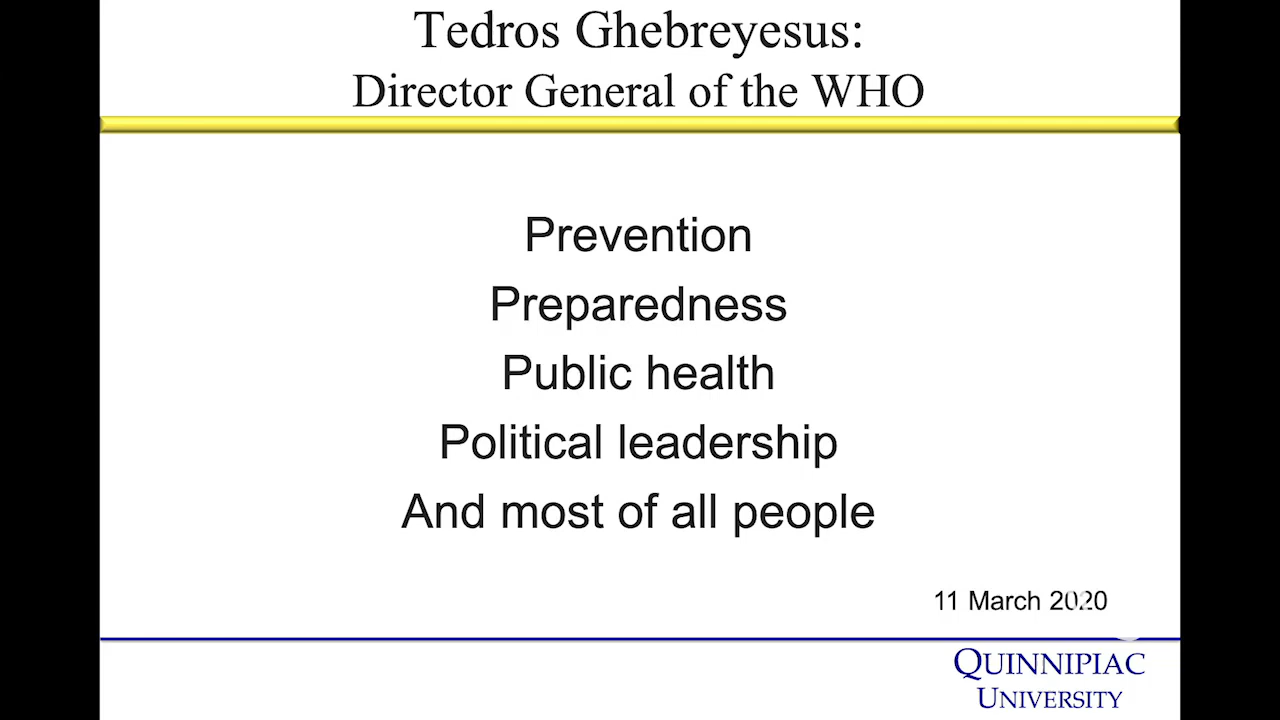 Tedros Ghebreyesus:
Director General of the WHO
Prevention
Preparedness
Public health
Political leadership
And most of all people
11 March 2020
QUINNIPIAC
UNIVERSITY